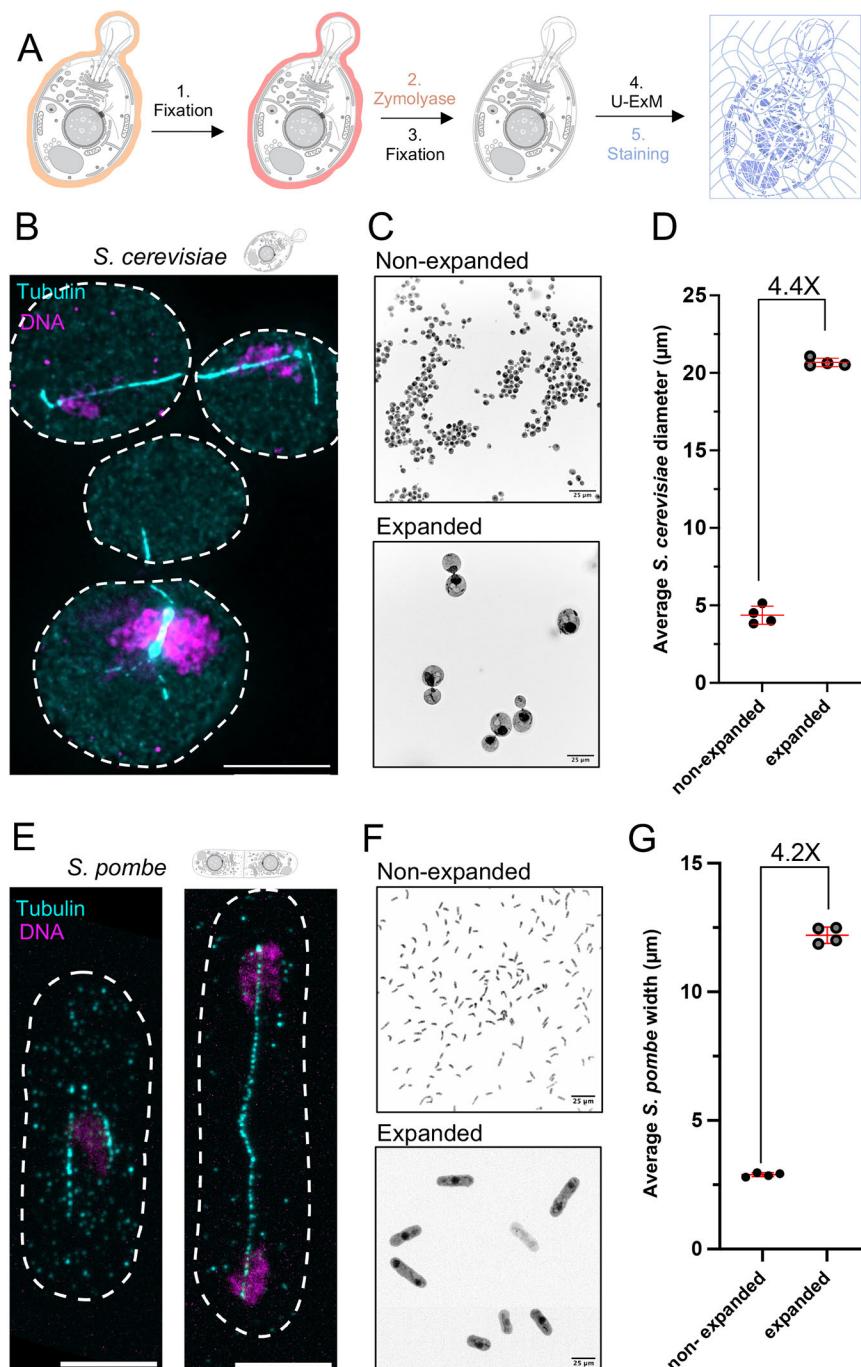 A
1.
Fixation
2.
Zymolyase
3.
Fixation
4.
U-ExM
5.
Staining
B
S. cerevisiae
Tubulin
DNA
C
Non-expanded
25 µm
Expanded
25 µm
D
4.4X
Average S. cerevisiae diameter (µm)
25
20
15
10
5
0
non-expanded
expanded
E
S. pombe
Tubulin
DNA
F
Non-expanded
25 µm
Expanded
25 µm
G
4.2X
Average S. pombe width (µm)
15
10
5
0
non- expanded
expanded